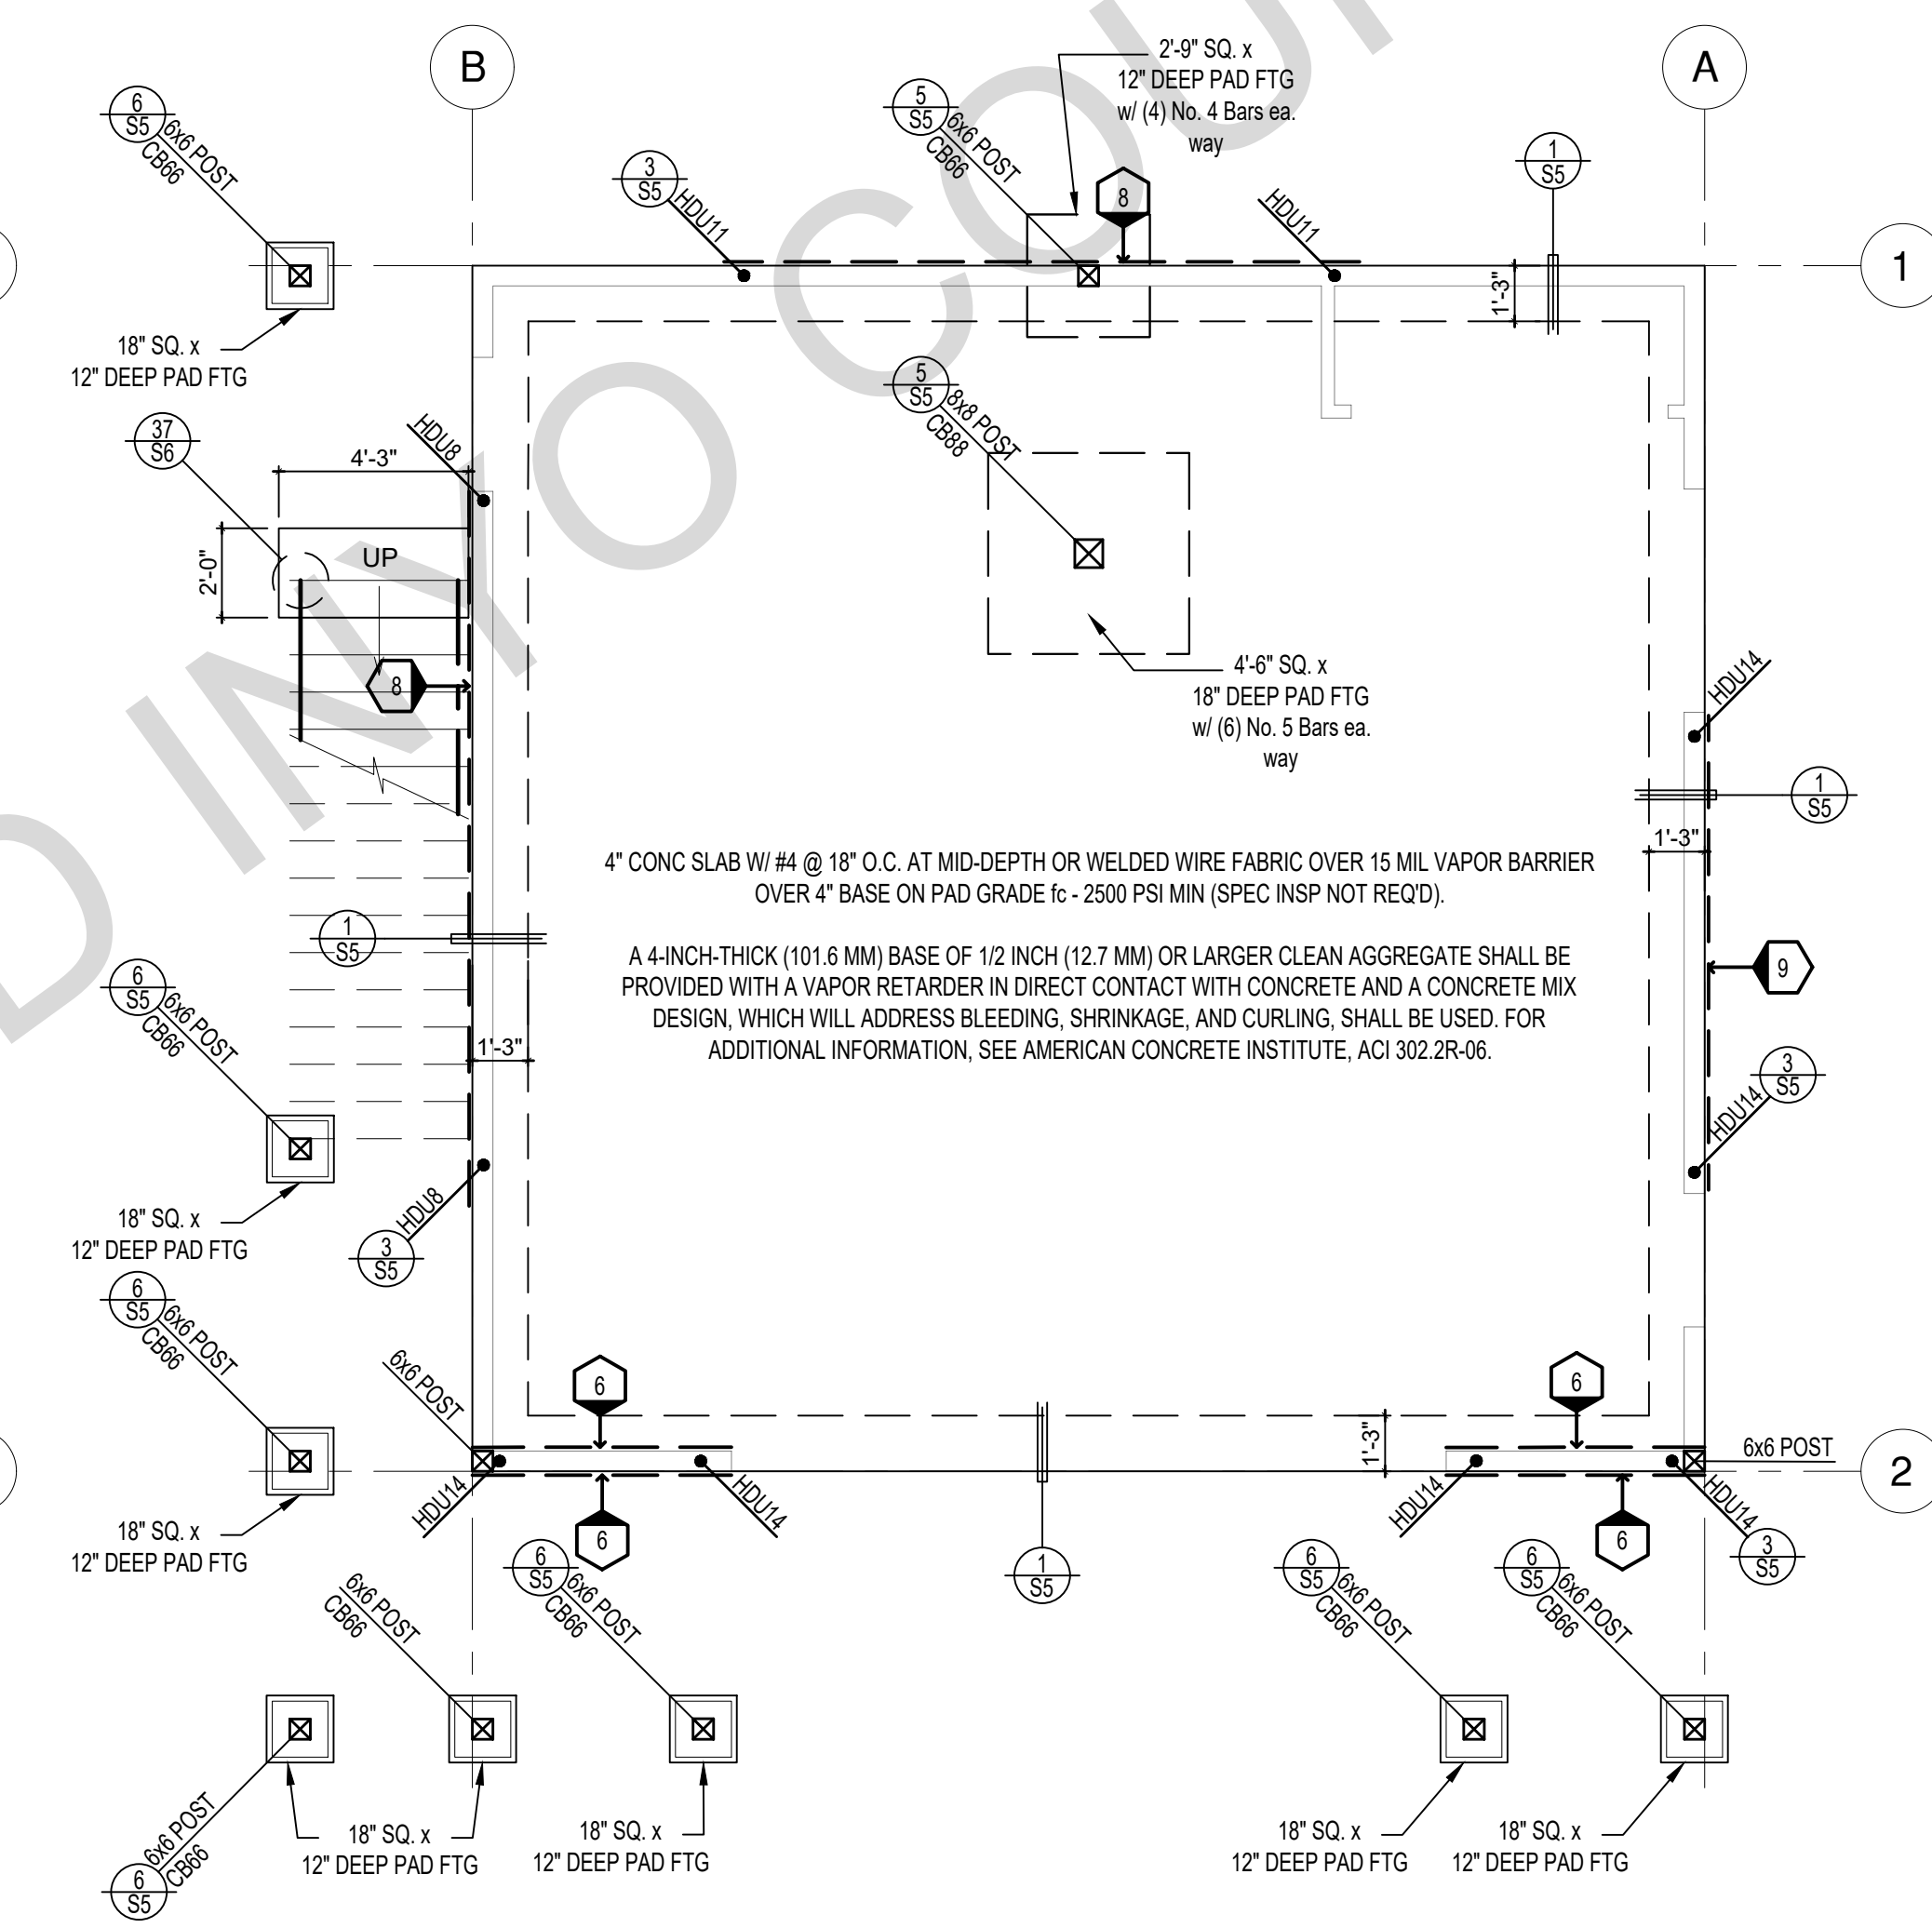 B
A
2'-9" SQ. x
12" DEEP PAD FTG
w/ (4) No. 4 Bars ea.
way
6
S5
6x6 POST
CB66
5
S5
6x6 POST
CB66
3
S5
HDU11
8
HDU11
1
S5
1
1'-3"
18" SQ. x
12" DEEP PAD FTG
37
S6
HDU8
4'-3"
2'-0"
UP
8
5
S5
8x8 POST
CB88
4'-6" SQ. x
18" DEEP PAD FTG
w/ (6) No. 5 Bars ea.
way
HDU14
1
S5
1'-3"
4" CONC SLAB W/ #4 @ 18" O.C. AT MID-DEPTH OR WELDED WIRE FABRIC OVER 15 MIL VAPOR BARRIER
OVER 4" BASE ON PAD GRADE fc - 2500 PSI MIN (SPEC INSP NOT REQ'D).
A 4-INCH-THICK (101.6 MM) BASE OF 1/2 INCH (12.7 MM) OR LARGER CLEAN AGGREGATE SHALL BE
PROVIDED WITH A VAPOR RETARDER IN DIRECT CONTACT WITH CONCRETE AND A CONCRETE MIX
DESIGN, WHICH WILL ADDRESS BLEEDING, SHRINKAGE, AND CURLING, SHALL BE USED. FOR
ADDITIONAL INFORMATION, SEE AMERICAN CONCRETE INSTITUTE, ACI 302.2R-06.
1
S5
9
6
S5
6x6 POST
CB66
1'-3"
3
S5
HDU14
18" SQ. x
12" DEEP PAD FTG
HDU8
3
S5
6
S5
6x6 POST
CB66
6x6 POST
6
6
1'-3"
6x6 POST
2
HDU14
HDU14
HDU14
HDU14
18" SQ. x
12" DEEP PAD FTG
6
6
3
S5
1
S5
6x6 POST
CB66
6
S5
6x6 POST
CB66
6
S5
6x6 POST
CB66
6
S5
6x6 POST
CB66
6x6 POST
CB66
6
S5
18" SQ. x
12" DEEP PAD FTG
18" SQ. x
12" DEEP PAD FTG
18" SQ. x
12" DEEP PAD FTG
18" SQ. x
12" DEEP PAD FTG
D INYO COU